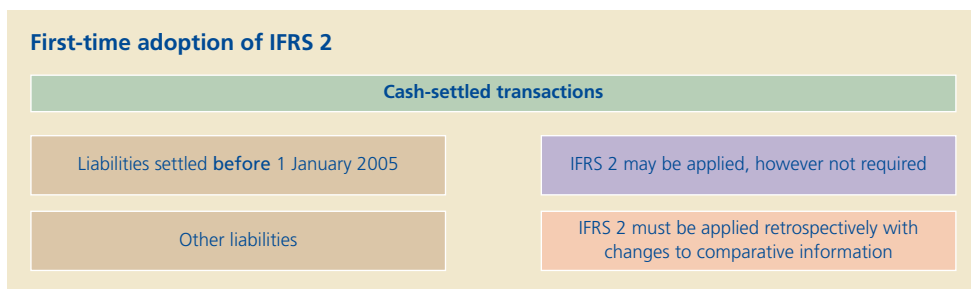 First-time adoption of IFRS 2
Cash-settled transactions
Liabilities settled before 1 January 2005
IFRS 2 may be applied, however not required
Other liabilities
IFRS 2 must be applied retrospectively with
changes to comparative information